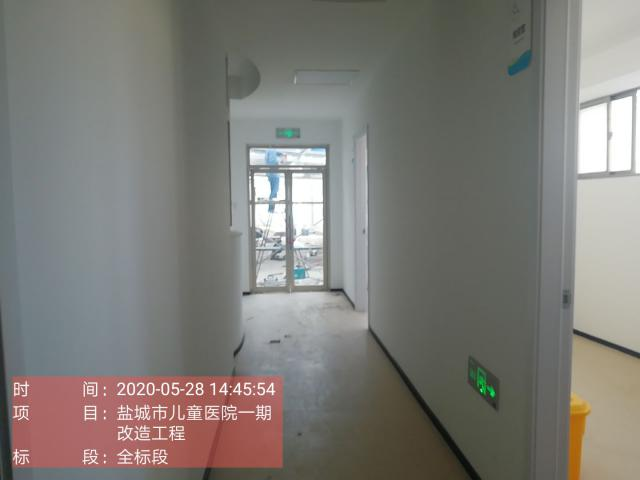 时 间：2020-05-28 14:45:54
项 目：盐城市儿童医院一期
改造工程
标 段：全标段